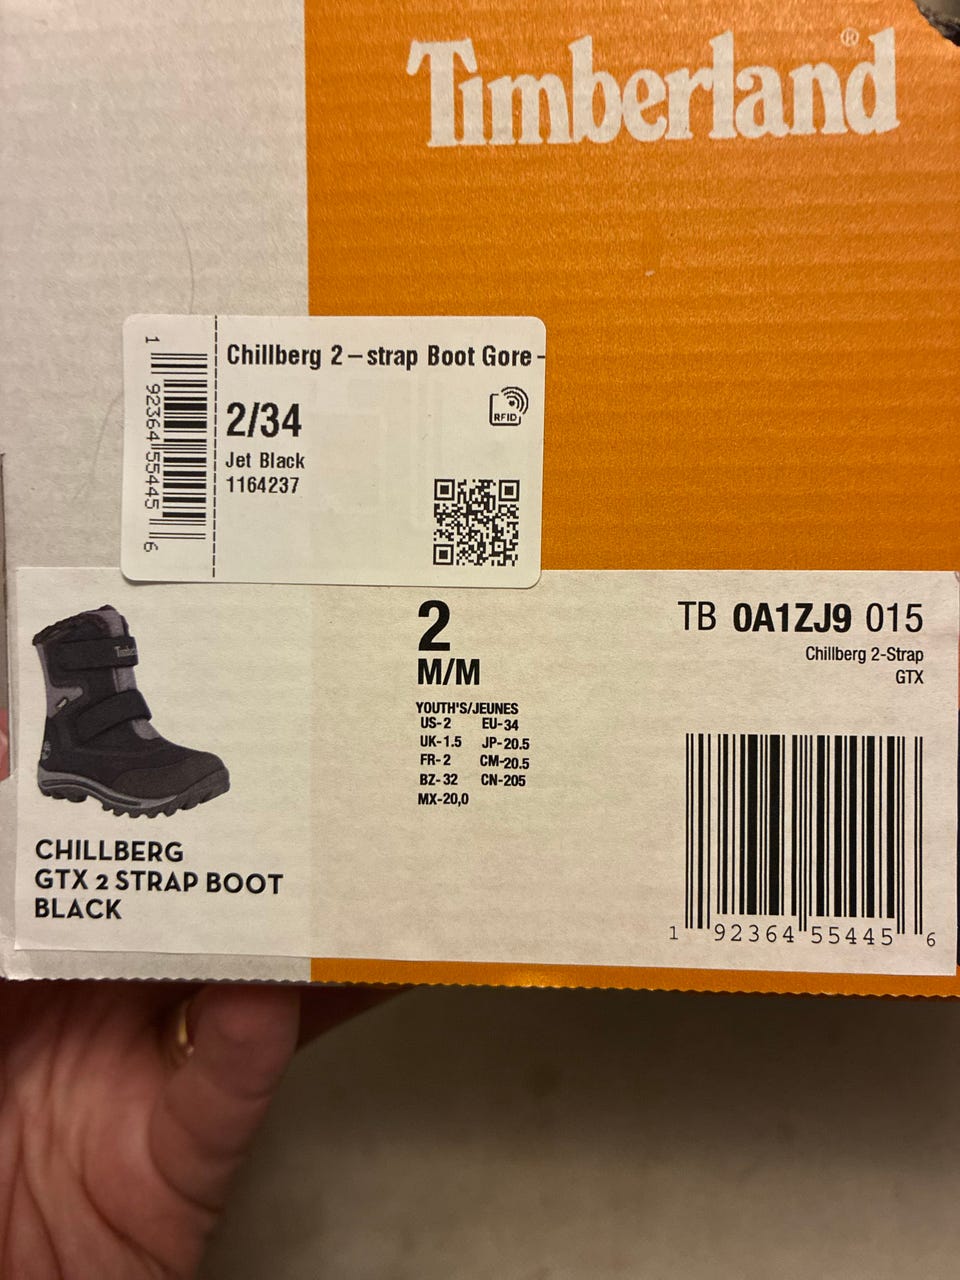 Timberland®
Chillberg 2-strap Boot Gore-
RFID
2/34
Jet Black
1164237
1 92364 55445 6
Timberland
CHILLBERG
GTX 2 STRAP BOOT
BLACK
2
M/M
YOUTH'S/JEUNES
US-2 EU-34
UK-1.5 JP-20.5
FR-2 CM-20.5
BZ-32 CN-205
MX-20,0
TB 0A1ZJ9 015
Chillberg 2-Strap
GTX
1 92364 55445 6